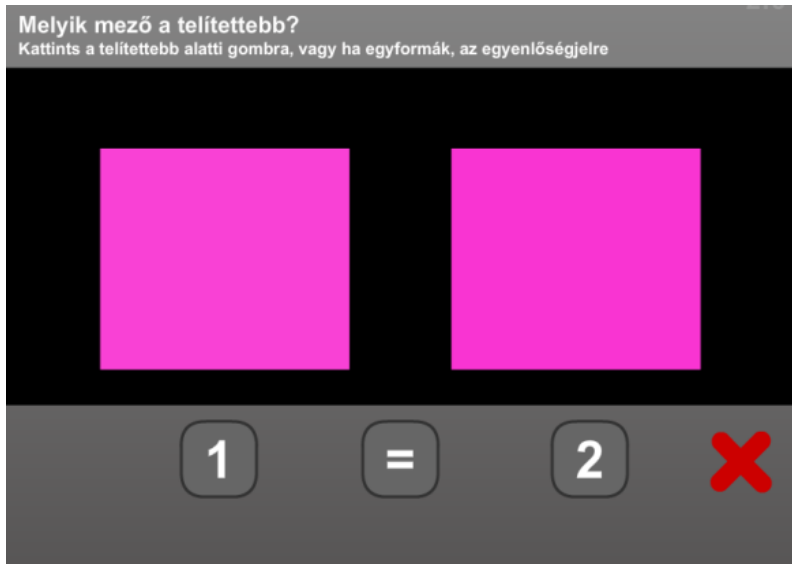 Melyik mező a telítettebb?
Kattints a telítettebb alatti gombra, vagy ha egyformák, az egyenlőségjelre
1 = 2